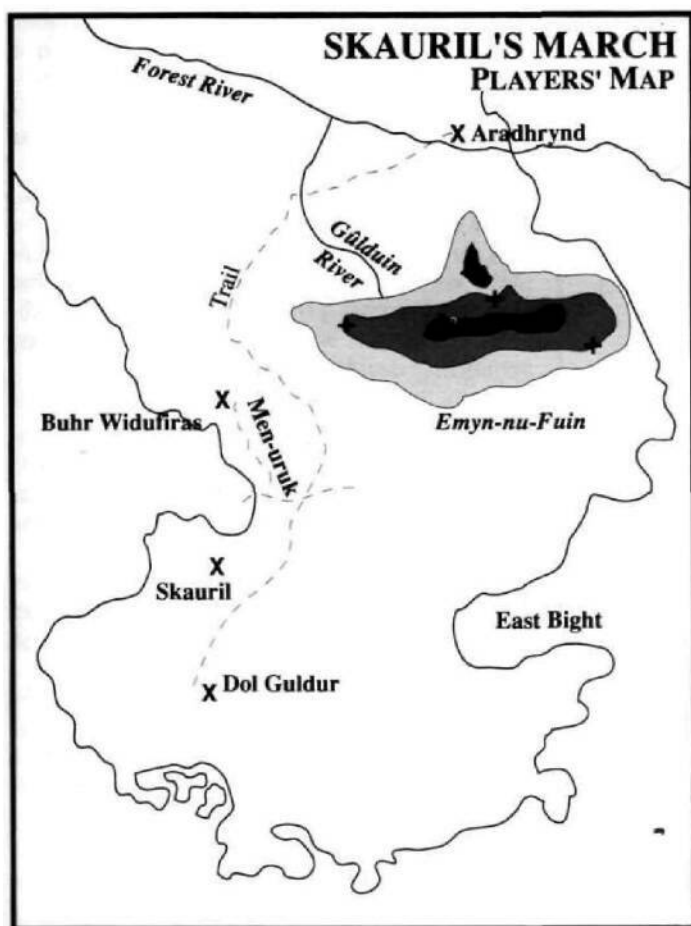 SKAURIL'S MARCH
PLAYERS' MAP
Forest River
X Aradhrynd
Gûlduin
River
Trail
Buhr Widufiras X
Men-uruk
Emyn-nu-Fuin
X
Skauril
East Bight
X Dol Guldur